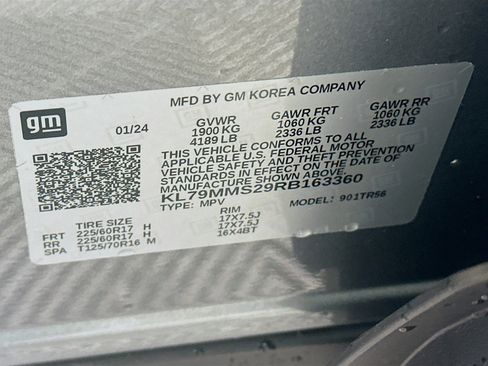 MFD BY GM KOREA COMPANY
gm
01/24 GVWR GAWR FRT GAWR RR
1900 KG 1060 KG 1060 KG
4189 LB 2336 LB 2336 LB
THIS VEHICLE CONFORMS TO ALL
APPLICABLE U.S. FEDERAL MOTOR
VEHICLE SAFETY AND THEFT PREVENTION
STANDARDS IN EFFECT ON THE DATE OF
MANUFACTURE SHOWN ABOVE.
KL79MMS29RB163360
TYPE: MPV MODEL: 901TR56
TIRE SIZE RIM
FRT 225/60R17 H 17X7.5J
RR 225/60R17 H 17X7.5J
SPA T125/70R16 M 16X4BT